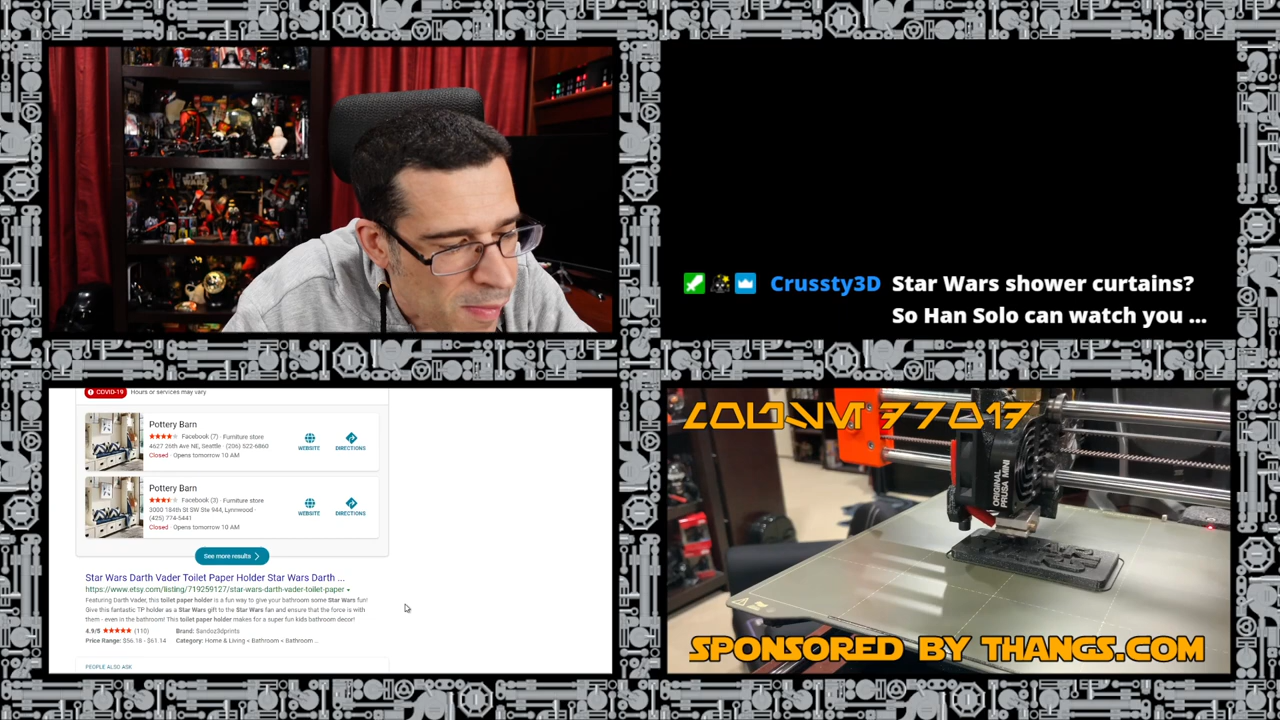 Crussty3D Star Wars shower curtains?
So Han Solo can watch you ...
COVID-19 Hours or services may vary
Pottery Barn
Facebook (7) · Furniture store
4627 26th Ave NE, Seattle · (206) 522-6860
Closed · Opens tomorrow 10 AM
WEBSITE
DIRECTIONS
Pottery Barn
Facebook (3) · Furniture store
3000 184th St SW Ste 944, Lynnwood ·
(425) 774-5441
Closed · Opens tomorrow 10 AM
WEBSITE
DIRECTIONS
See more results
Star Wars Darth Vader Toilet Paper Holder Star Wars Darth ...
https://www.etsy.com/listing/719259127/star-wars-darth-vader-toilet-paper
Featuring Darth Vader, this toilet paper holder is a fun way to give your bathroom some Star Wars fun!
Give this fantastic TP holder as a Star Wars gift to the Star Wars fan and ensure that the force is with
them - even in the bathroom! This toilet paper holder makes for a super fun kids bathroom decor!
4.9/5 (110) Brand: Sandoz3dprints
Price Range: $56.18 - $61.14 Category: Home & Living < Bathroom < Bathroom ...
PEOPLE ALSO ASK
ORIGINAL
PRUSA MINI
SPONSORED BY THANGS.COM